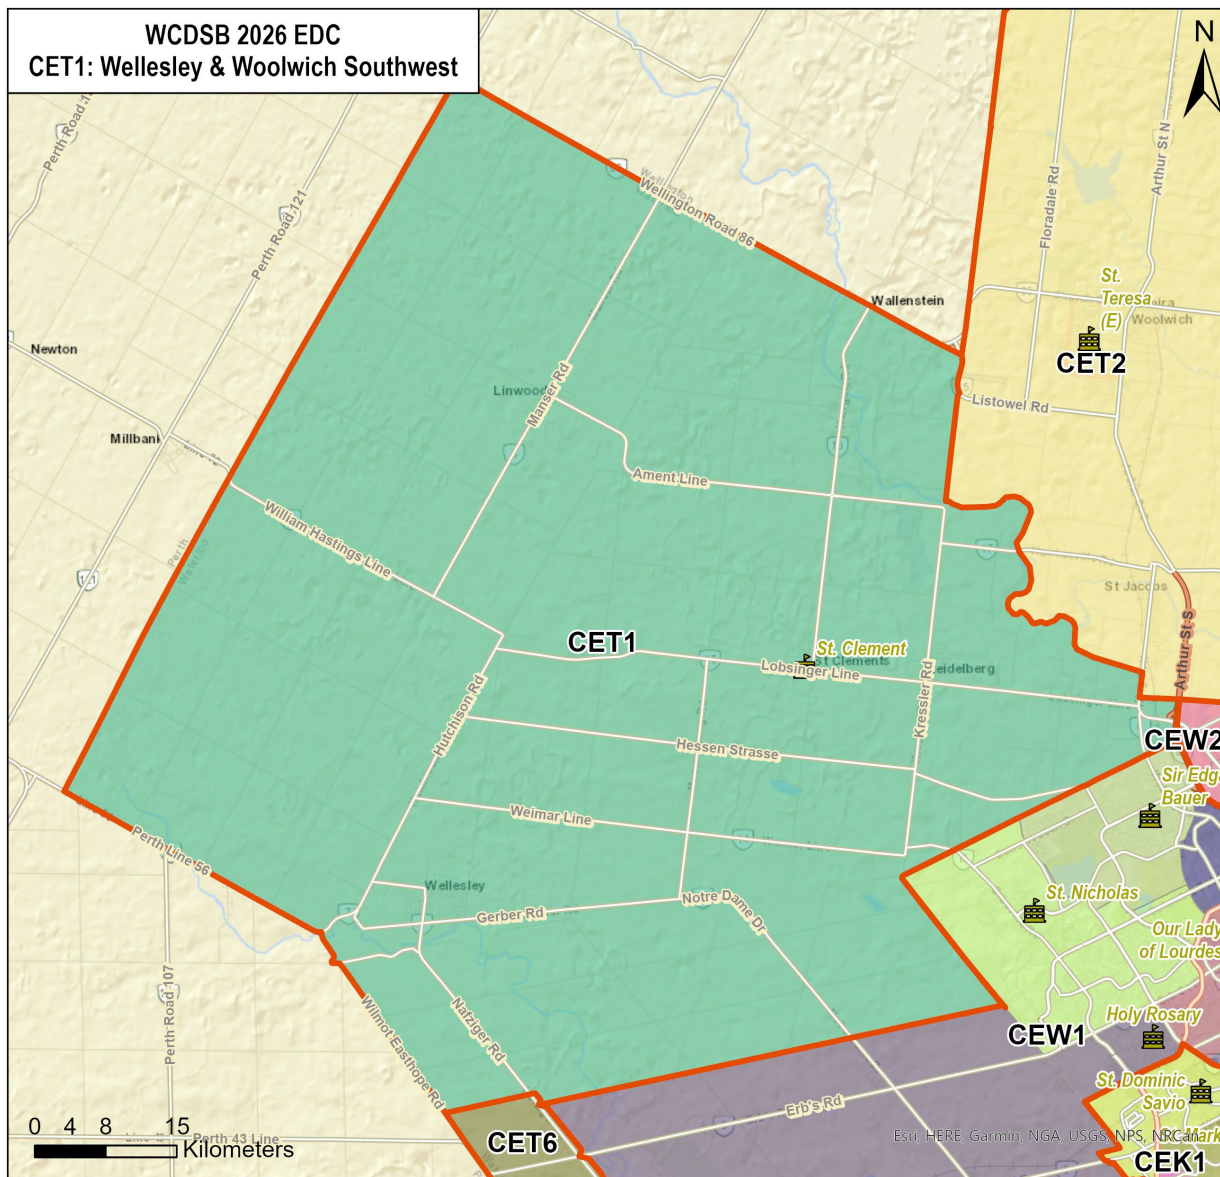 WCDSB 2026 EDC
CET1: Wellesley & Woolwich Southwest
N
Perth Road 121
Wellington Road 86
Floradale Rd
Arthur St N
St.
Teresa
(E)
Woolwich
Wallenstein
CET2
Newton
Linwood
Manser Rd
Listowel Rd
Millbank
Ament Line
William Hastings Line
Perth
Waterloo
121
St Jacobs
Arthur St S
CET1
St. Clement
St Clements
Lobsinger Line
Heidelberg
Kressler Rd
Hutchison Rd
Hessen Strasse
CEW2
Sir Edg
Bauer
Weimar Line
Perth Line 56
Wellesley
Gerber Rd
Notre Dame Dr
St. Nicholas
Our Lady
of Lourdes
Perth Road 107
Wilmot Easthope Rd
Nafziger Rd
Holy Rosary
CEW1
St. Dominic
Savio
Erb's Rd
0 4 8 15
Kilometers
Perth 43 Line
CET6
Esri, HERE, Garmin, NGA, USGS, NPS, NRCan
Mark
CEK1